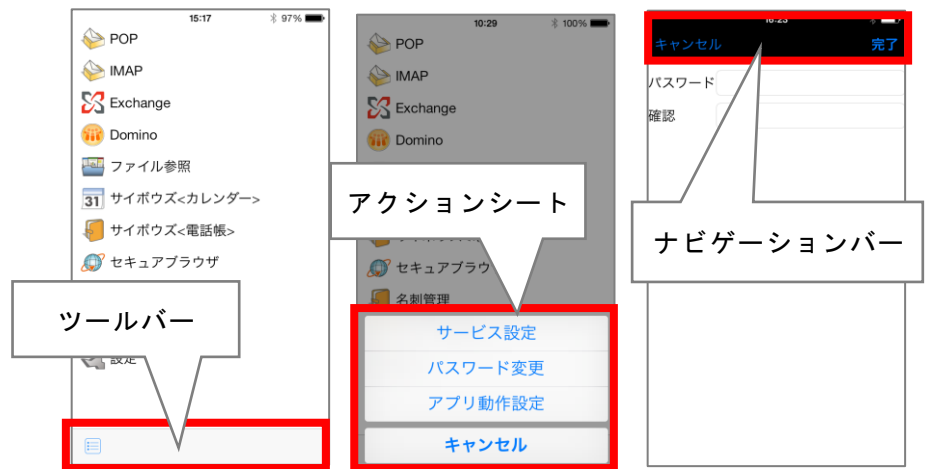 15:17 97%
POP
IMAP
Exchange
Domino
ファイル参照
31 サイボウズ<カレンダー>
サイボウズ<電話帳>
セキュアブラウザ
設定
ツールバー
10:29 100%
POP
IMAP
Exchange
Domino
アクションシート
セキュアブラウ
名刺管理
サービス設定
パスワード変更
アプリ動作設定
キャンセル
キャンセル 完了
パスワード
確認
ナビゲーションバー